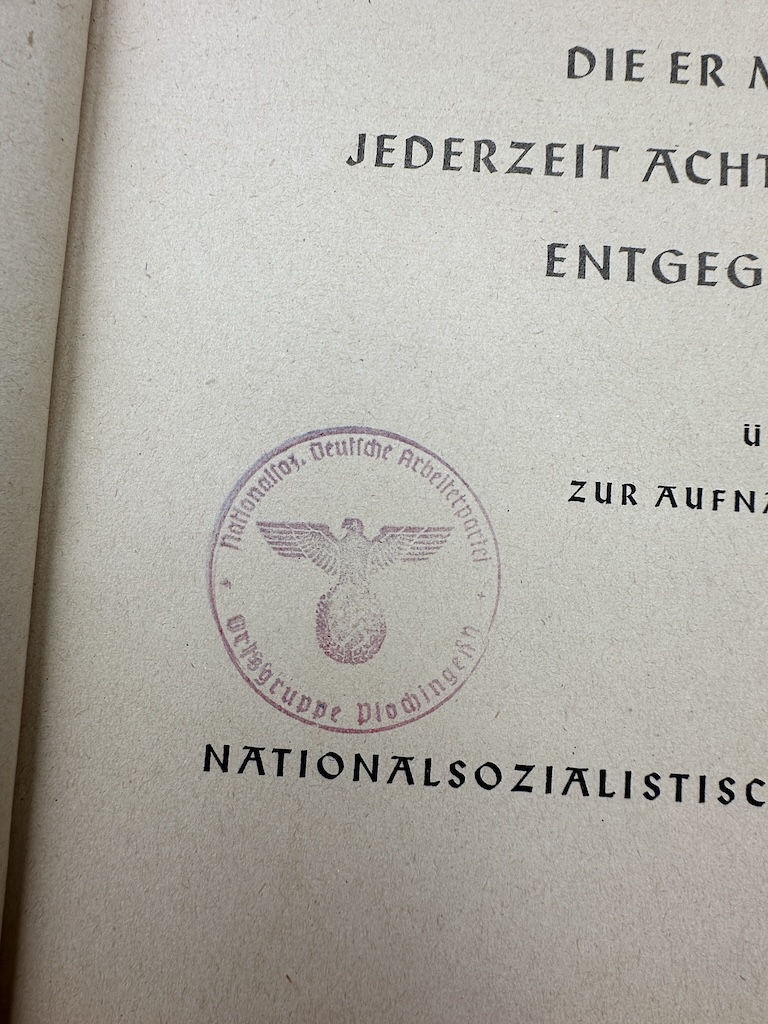 DIE ER
JEDERZEIT ACHT
ENTGEG
Ü
ZUR AUFNA
Nationalsoz. Deutsche Arbeiterpartei
Ortsgruppe Plochingen
NATIONALSOZIALISTISC